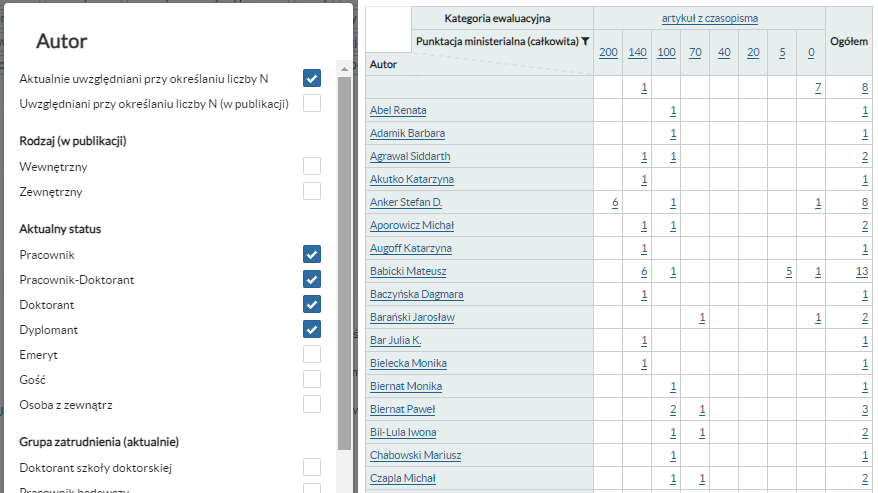 Autor
Aktualnie uwzględniani przy określaniu liczby N
Uwzględniani przy określaniu liczby N (w publikacji)
Rodzaj (w publikacji)
Wewnętrzny
Zewnętrzny
Aktualny status
Pracownik
Pracownik-Doktorant
Doktorant
Dyplomant
Emeryt
Gość
Osoba z zewnątrz
Grupa zatrudnienia (aktualnie)
Doktorant szkoły doktorskiej
Pracownik badawczy
Kategoria ewaluacyjna artykuł z czasopisma Ogółem
Punktacja ministerialna (całkowita) 200 140 100 70 40 20 5 0
Autor
1 7 8
Abel Renata 1 1
Adamik Barbara 1 1
Agrawal Siddarth 1 1 2
Akutko Katarzyna 1 1
Anker Stefan D. 6 1 1 8
Aporowicz Michał 1 1 2
Augoff Katarzyna 1 1
Babicki Mateusz 6 1 5 1 13
Baczyńska Dagmara 1 1
Barański Jarosław 1 1 2
Bar Julia K. 1 1
Bielecka Monika 1 1
Biernat Monika 1 1
Biernat Paweł 2 1 3
Bil-Lula Iwona 1 1 2
Chabowski Mariusz 1 1
Czapla Michał 1 1 2